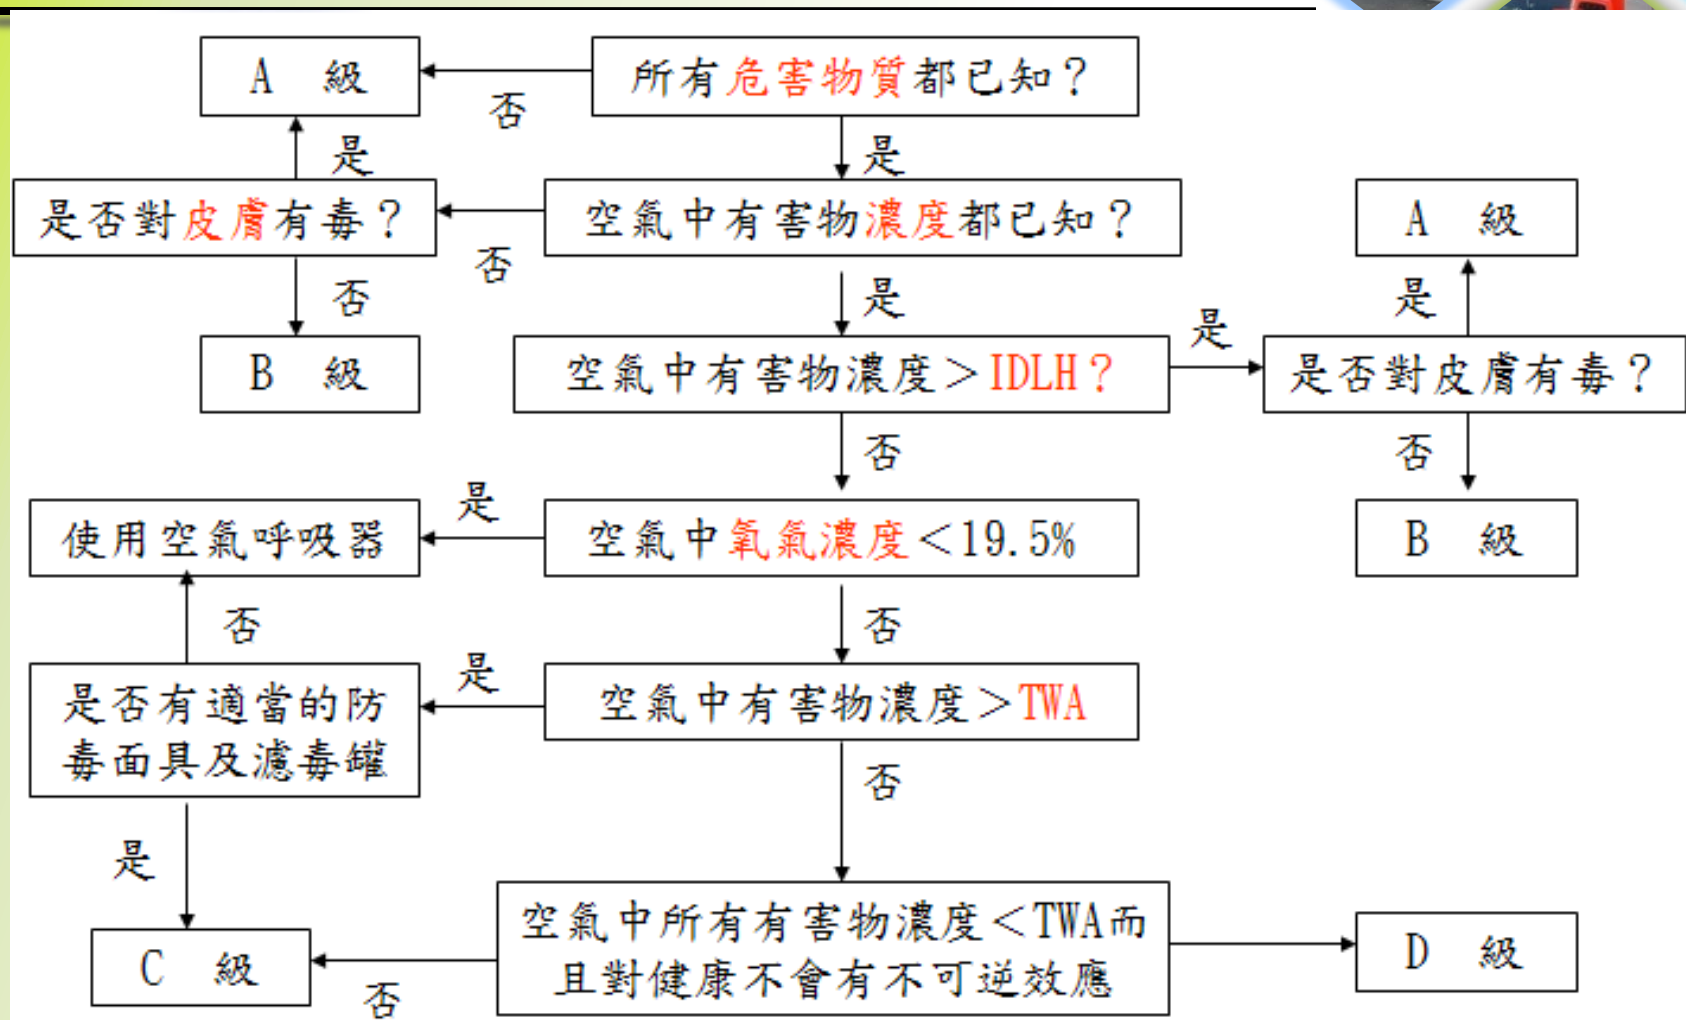 A 級
所有危害物質都已知？
否
是
是
是否對皮膚有毒？
空氣中有害物濃度都已知？
A 級
否
否
是
是
是
B 級
空氣中有害物濃度＞IDLH？
是否對皮膚有毒？
否
否
是
使用空氣呼吸器
空氣中氧氣濃度＜19.5%
B 級
否
否
是
是否有適當的防
毒面具及濾毒罐
空氣中有害物濃度＞TWA
否
是
空氣中所有有害物濃度＜TWA而
且對健康不會有不可逆效應
C 級
否
D 級